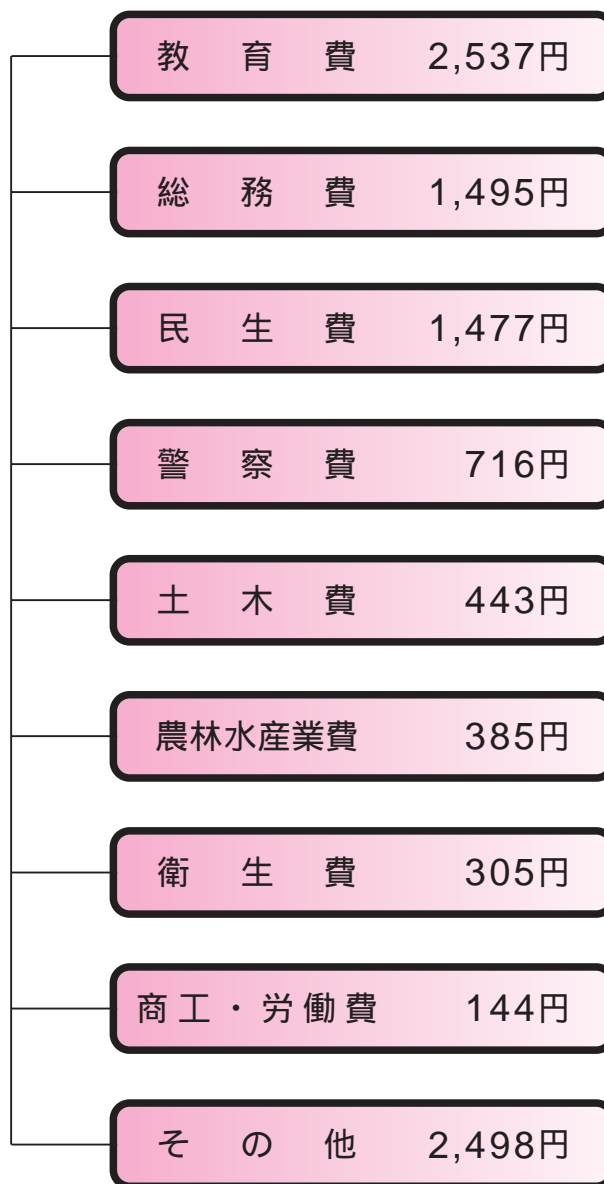 教育費 2,537円
総務費 1,495円
民生費 1,477円
警察費 716円
土木費 443円
農林水産業費 385円
衛生費 305円
商工・労働費 144円
その他 2,498円